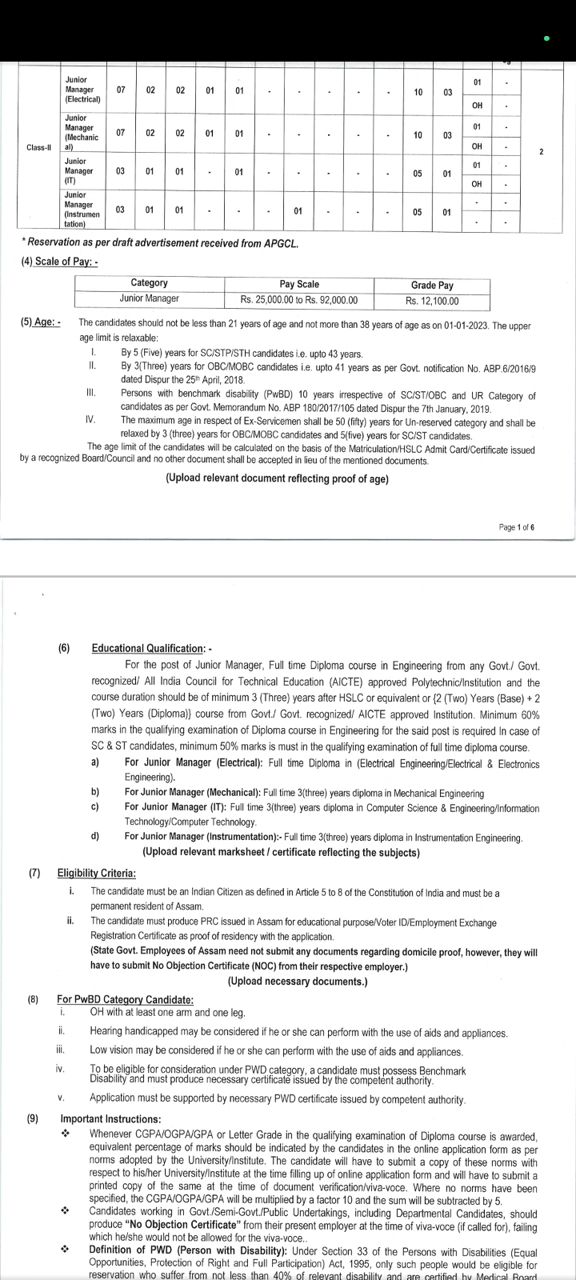 Class-II
Junior Manager (Electrical) 07 02 02 01 01 - - - - - 10 03 01 -
OH -
Junior Manager (Mechanic al) 07 02 02 01 01 - - - - - 10 03 01 -
OH -
2
Junior Manager (IT) 03 01 01 - 01 - - - - - 05 01 01 -
OH -
Junior Manager (Instrumen tation) 03 01 01 - - - 01 - - - 05 01 - -
- -
* Reservation as per draft advertisement received from APGCL.
(4) Scale of Pay: -
Category Pay Scale Grade Pay
Junior Manager Rs. 25,000.00 to Rs. 92,000.00 Rs. 12,100.00
(5) Age: - The candidates should not be less than 21 years of age and not more than 38 years of age as on 01-01-2023. The upper
age limit is relaxable:
I. By 5 (Five) years for SC/STP/STH candidates i.e. upto 43 years.
II. By 3(Three) years for OBC/MOBC candidates i.e. upto 41 years as per Govt. notification No. ABP.6/2016/9
dated Dispur the 25th April, 2018.
III. Persons with benchmark disability (PwBD) 10 years irrespective of SC/ST/OBC and UR Category of
candidates as per Govt. Memorandum No. ABP 180/2017/105 dated Dispur the 7th January, 2019.
IV. The maximum age in respect of Ex-Servicemen shall be 50 (fifty) years for Un-reserved category and shall be
relaxed by 3 (three) years for OBC/MOBC candidates and 5(five) years for SC/ST candidates.
The age limit of the candidates will be calculated on the basis of the Matriculation/HSLC Admit Card/Certificate issued
by a recognized Board/Council and no other document shall be accepted in lieu of the mentioned documents.
(Upload relevant document reflecting proof of age)
Page 1 of 6
(6) Educational Qualification: -
For the post of Junior Manager, Full time Diploma course in Engineering from any Govt./ Govt.
recognized/ All India Council for Technical Education (AICTE) approved Polytechnic/Institution and the
course duration should be of minimum 3 (Three) years after HSLC or equivalent or {2 (Two) Years (Base) + 2
(Two) Years (Diploma)} course from Govt./ Govt. recognized/ AICTE approved Institution. Minimum 60%
marks in the qualifying examination of Diploma course in Engineering for the said post is required In case of
SC & ST candidates, minimum 50% marks is must in the qualifying examination of full time diploma course.
a) For Junior Manager (Electrical): Full time Diploma in (Electrical Engineering/Electrical & Electronics
Engineering).
b) For Junior Manager (Mechanical): Full time 3(three) years diploma in Mechanical Engineering
c) For Junior Manager (IT): Full time 3(three) years diploma in Computer Science & Engineering/Information
Technology/Computer Technology.
d) For Junior Manager (Instrumentation):- Full time 3(three) years diploma in Instrumentation Engineering.
(Upload relevant marksheet / certificate reflecting the subjects)
(7) Eligibility Criteria:
i. The candidate must be an Indian Citizen as defined in Article 5 to 8 of the Constitution of India and must be a
permanent resident of Assam.
ii. The candidate must produce PRC issued in Assam for educational purpose/Voter ID/Employment Exchange
Registration Certificate as proof of residency with the application.
(State Govt. Employees of Assam need not submit any documents regarding domicile proof, however, they will
have to submit No Objection Certificate (NOC) from their respective employer.)
(Upload necessary documents.)
(8) For PwBD Category Candidate:
i. OH with at least one arm and one leg.
ii. Hearing handicapped may be considered if he or she can perform with the use of aids and appliances.
iii. Low vision may be considered if he or she can perform with the use of aids and appliances.
iv. To be eligible for consideration under PWD category, a candidate must possess Benchmark
Disability and must produce necessary certificate issued by the competent authority.
v. Application must be supported by necessary PWD certificate issued by competent authority.
(9) Important Instructions:
❖ Whenever CGPA/OGPA/GPA or Letter Grade in the qualifying examination of Diploma course is awarded,
equivalent percentage of marks should be indicated by the candidates in the online application form as per
norms adopted by the University/Institute. The candidate will have to submit a copy of these norms with
respect to his/her University/Institute at the time filling up of online application form and will have to submit a
printed copy of the same at the time of document verification/viva-voce. Where no norms have been
specified, the CGPA/OGPA/GPA will be multiplied by a factor 10 and the sum will be subtracted by 5.
❖ Candidates working in Govt./Semi-Govt./Public Undertakings, including Departmental Candidates, should
produce "No Objection Certificate" from their present employer at the time of viva-voce (if called for), failing
which he/she would not be allowed for the viva-voce..
❖ Definition of PWD (Person with Disability): Under Section 33 of the Persons with Disabilities (Equal
Opportunities, Protection of Right and Full Participation) Act, 1995, only such people would be eligible for
reservation who suffer from not less than 40% of relevant disability and are certified by Medical Board